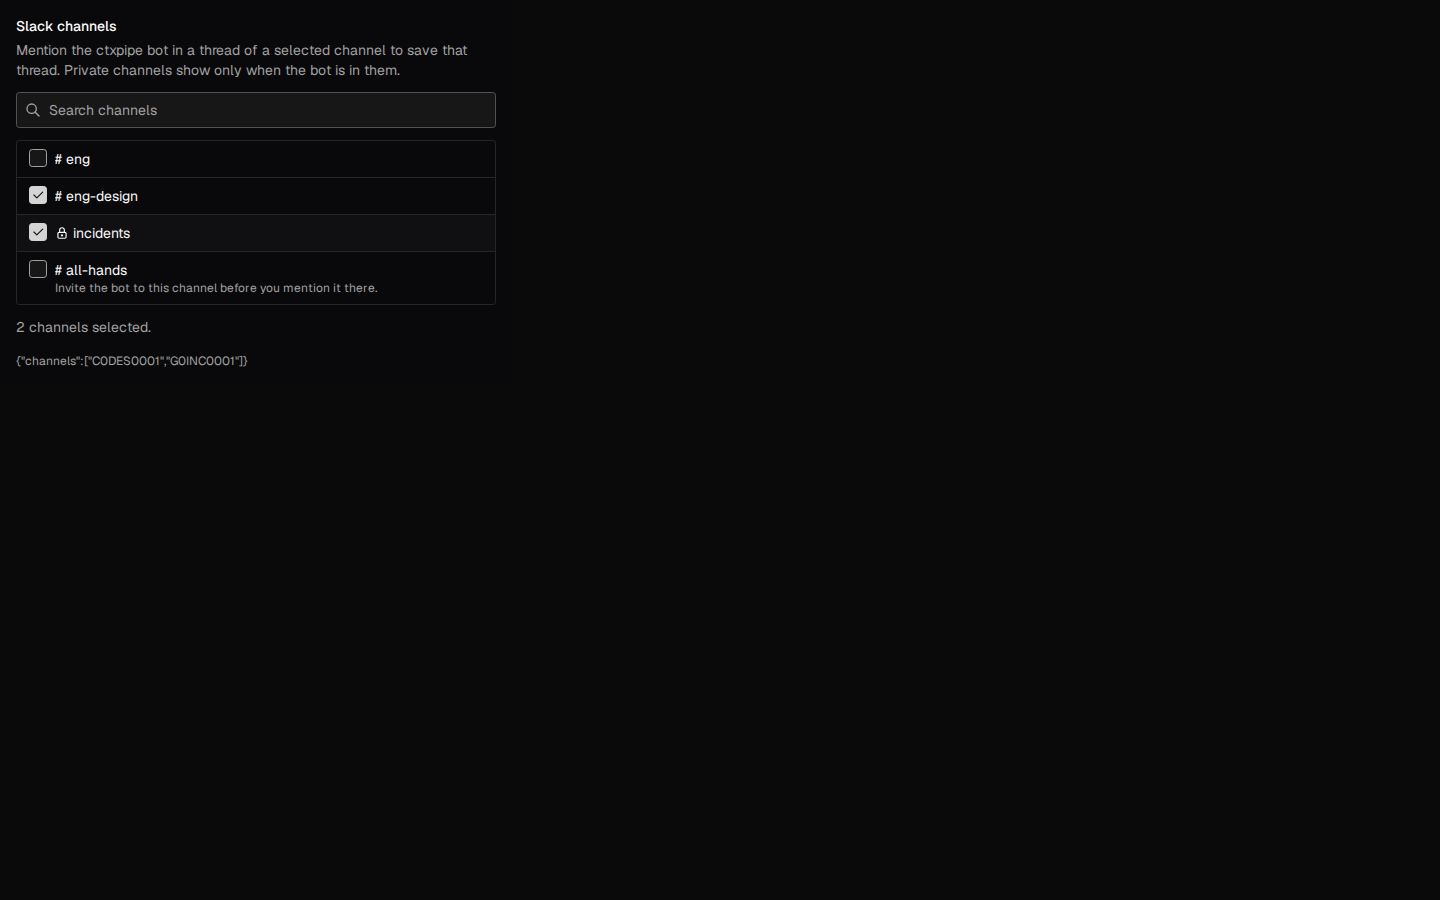 Slack channels
Mention the ctxpipe bot in a thread of a selected channel to save that
thread. Private channels show only when the bot is in them.
Search channels
# eng
# eng-design
incidents
# all-hands
Invite the bot to this channel before you mention it there.
2 channels selected.
{"channels":["C0DES0001","G0INC0001"]}